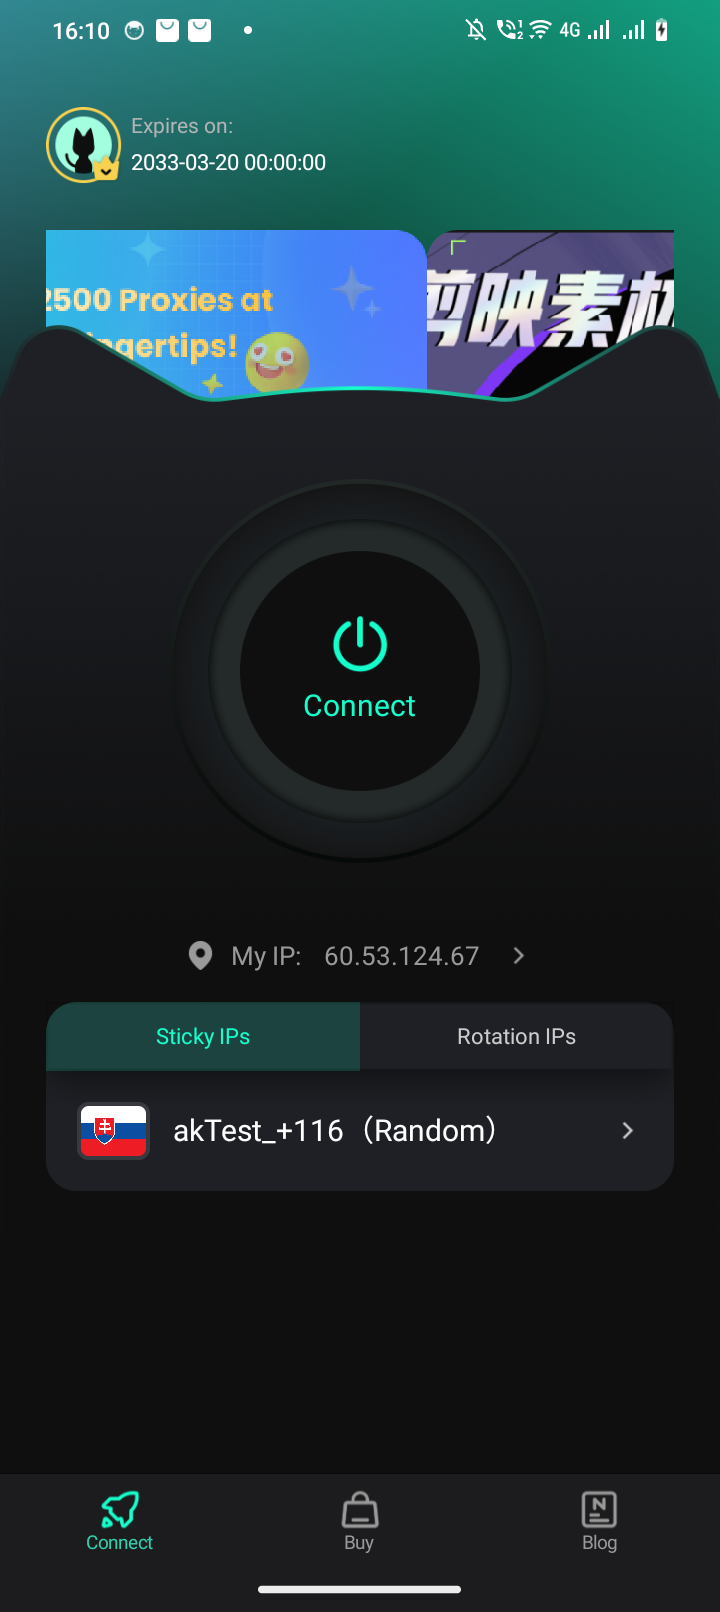 16:10
4G
Expires on:
2033-03-20 00:00:00
2500 Proxies at
ngertips!
剪映素材
Connect
My IP: 60.53.124.67
Sticky IPs
Rotation IPs
akTest_+116（Random）
Connect
Buy
Blog